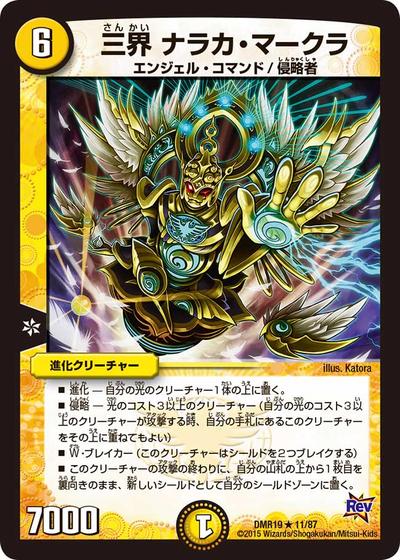 6
さんかい
三界 ナラカ・マークラ
しんりゃくしゃ
エンジェル・コマンド/侵略者
進化クリーチャー
illus. Katora
■ 進化 — 自分の光のクリーチャー1体の上に置く。
■ 侵略 — 光のコスト3以上のクリーチャー (自分の光のコスト3以
上のクリーチャーが攻撃する時、自分の手札にあるこのクリーチャー
をその上に重ねてもよい)
■ W・ブレイカー (このクリーチャーはシールドを2つブレイクする)
■ このクリーチャーの攻撃の終わりに、自分の山札の上から1枚目を
裏向きのまま、新しいシールドとして自分のシールドゾーンに置く。
7000
1
Rev
DMR19 ★ 11/87
©2015 Wizards/Shogakukan/Mitsui-Kids